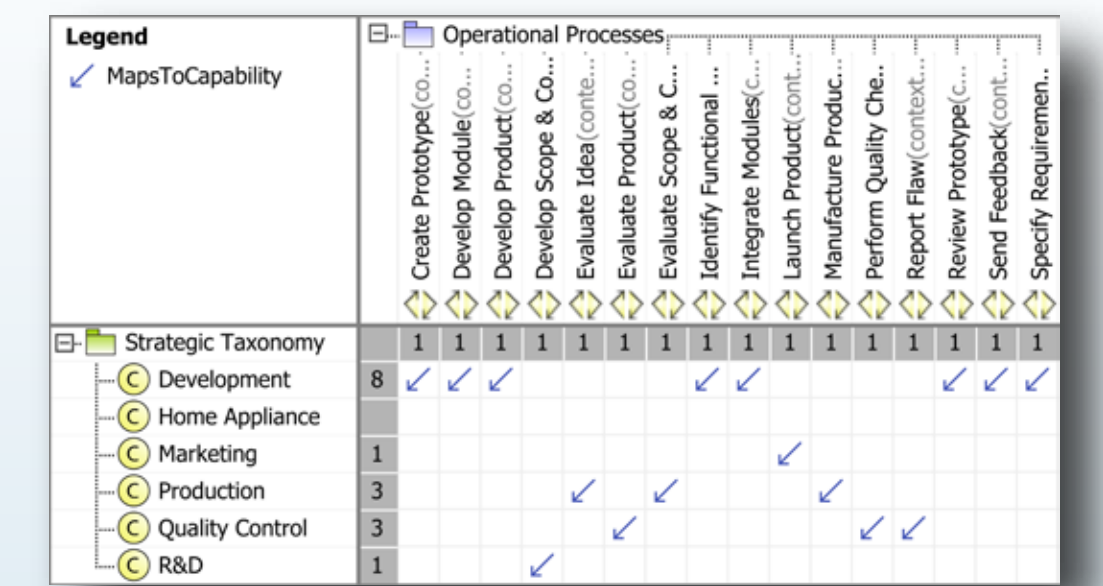 Legend
MapsToCapability
Operational Processes
Create Prototype(co...
Develop Module(co...
Develop Product(co...
Develop Scope & Co...
Evaluate Idea(conte...
Evaluate Product(co...
Evaluate Scope & C...
Identify Functional ...
Integrate Modules(c...
Launch Product(cont...
Manufacture Produc...
Perform Quality Che..
Report Flaw(context...
Review Prototype(c...
Send Feedback(cont...
Specify Requiremen..
Strategic Taxonomy 1 1 1 1 1 1 1 1 1 1 1 1 1 1 1 1
C Development 8
C Home Appliance
C Marketing 1
C Production 3
C Quality Control 3
C R&D 1